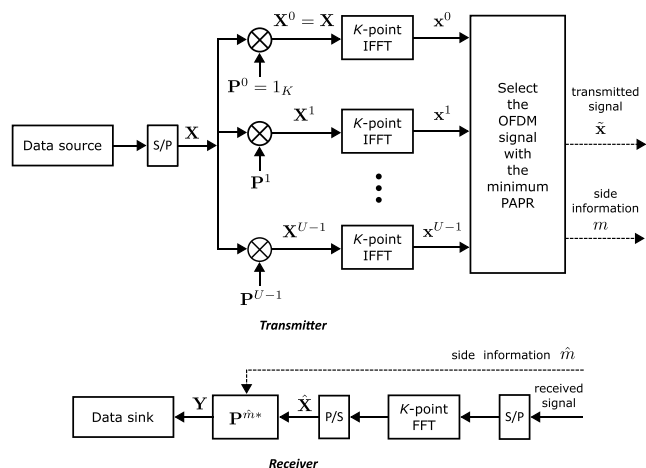 X⁰ = X
K-point
IFFT
x⁰
P⁰ = 1_K
Select
the
OFDM
signal
with
the
minimum
PAPR
transmitted
signal
x̃
Data source
S/P
X
X¹
K-point
IFFT
x¹
P¹
side
information
m
X^{U−1}
K-point
IFFT
x^{U−1}
P^{U−1}
Transmitter
side information m̂
received
signal
Data sink
Y
P^{m̂*}
X̂
P/S
K-point
FFT
S/P
Receiver